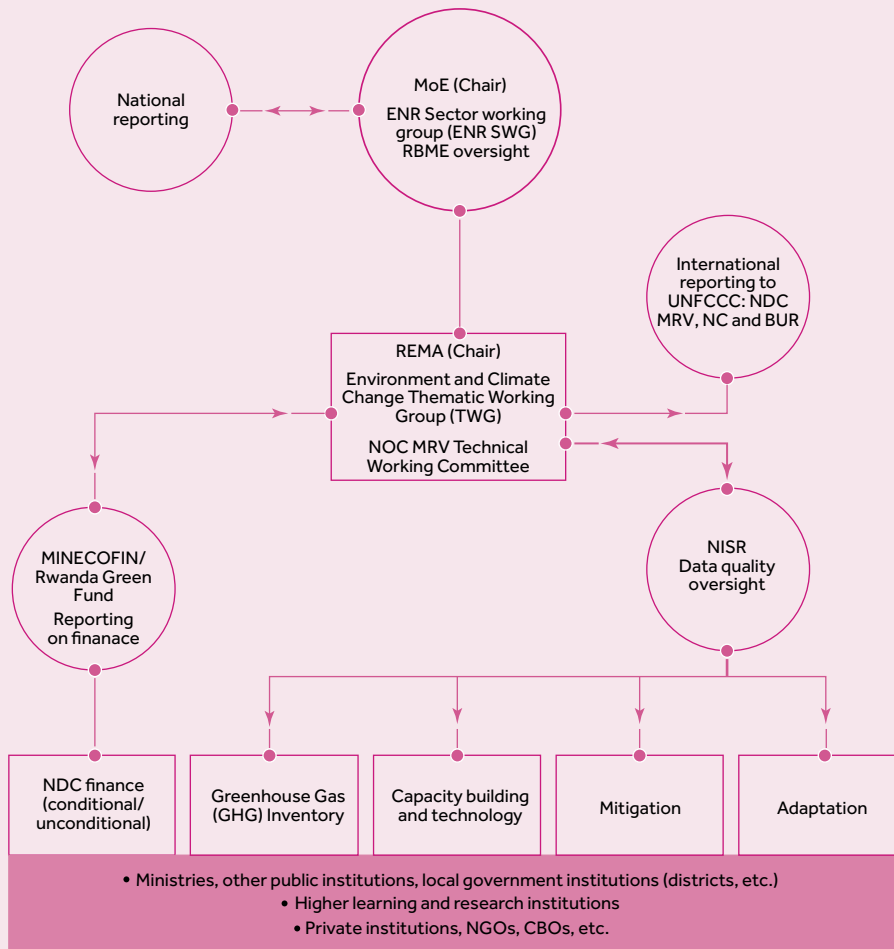 National
reporting
MoE (Chair)
ENR Sector working
group (ENR SWG)
RBME oversight
International
reporting to
UNFCCC: NDC
MRV, NC and BUR
REMA (Chair)
Environment and Climate
Change Thematic Working
Group (TWG)
NOC MRV Technical
Working Committee
MINECOFIN/
Rwanda Green
Fund
Reporting
on finanace
NISR
Data quality
oversight
NDC finance
(conditional/
unconditional)
Greenhouse Gas
(GHG) Inventory
Capacity building
and technology
Mitigation
Adaptation
• Ministries, other public institutions, local government institutions (districts, etc.)
• Higher learning and research institutions
• Private institutions, NGOs, CBOs, etc.